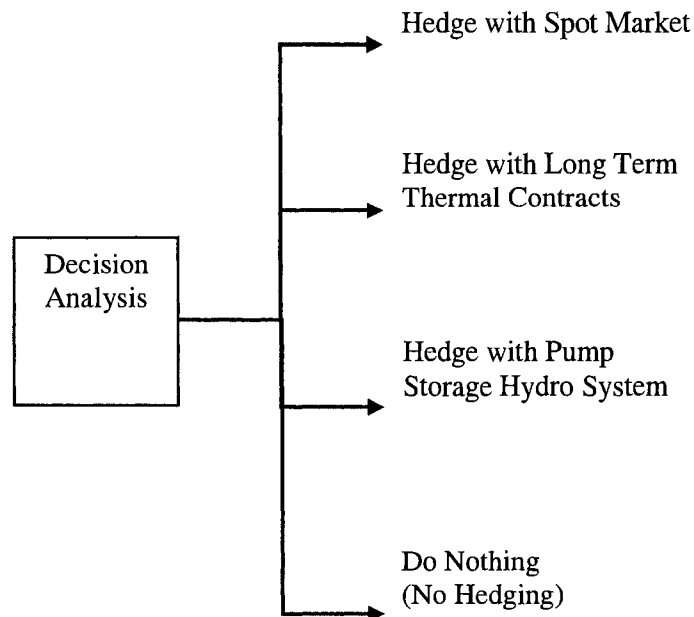 Hedge with Spot Market
Hedge with Long Term
Thermal Contracts
Decision
Analysis
Hedge with Pump
Storage Hydro System
Do Nothing
(No Hedging)